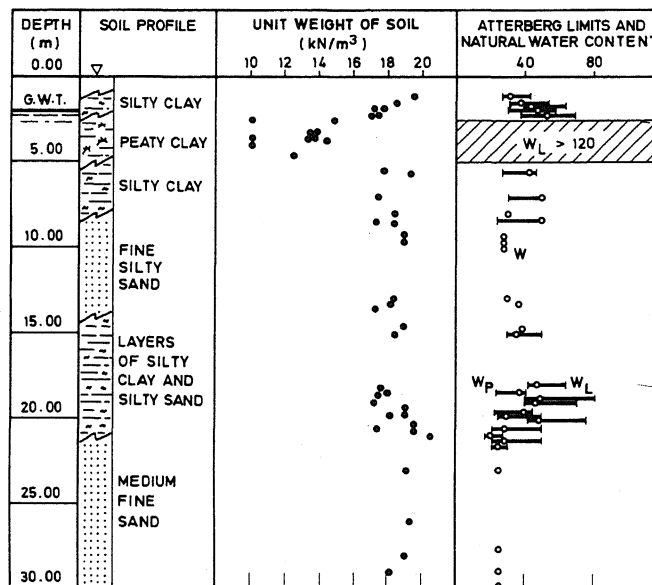 DEPTH
(m)
SOIL PROFILE
UNIT WEIGHT OF SOIL
(kN/m³)
ATTERBERG LIMITS AND
NATURAL WATER CONTENT
0.00
10 12 14 16 18 20
40 80
G.W.T.
SILTY CLAY
PEATY CLAY
W_L > 120
5.00
SILTY CLAY
10.00
FINE
SILTY
SAND
W
15.00
LAYERS
OF SILTY
CLAY AND
SILTY SAND
W_P W_L
20.00
MEDIUM
FINE
SAND
25.00
30.00